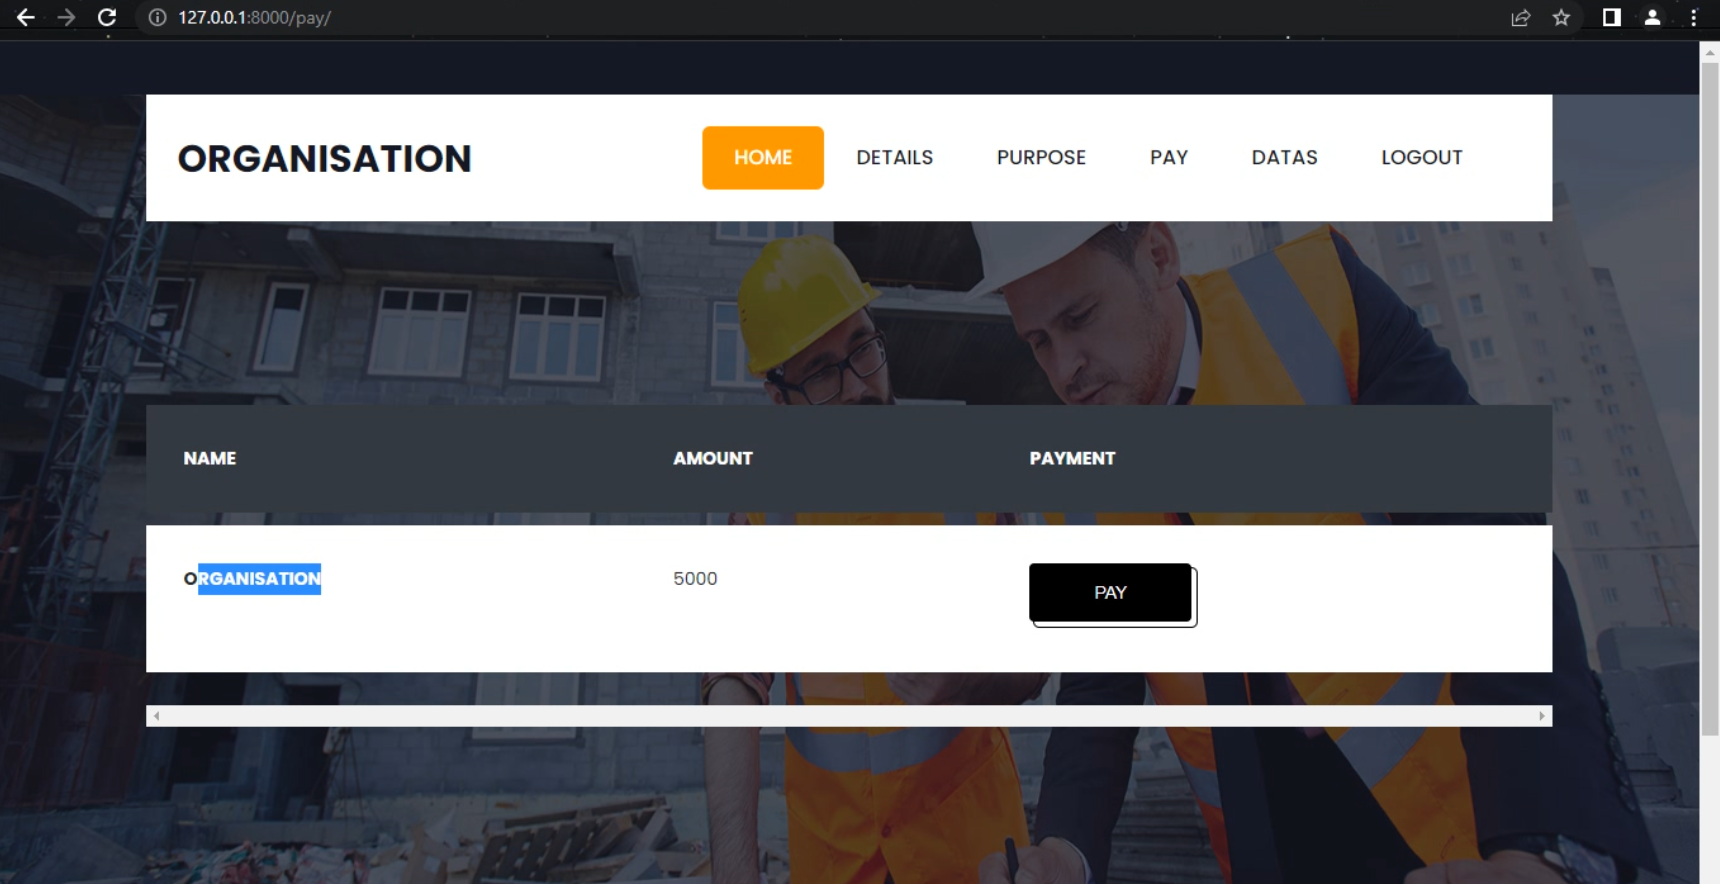 127.0.0.1:8000/pay/
ORGANISATION HOME DETAILS PURPOSE PAY DATAS LOGOUT
NAME AMOUNT PAYMENT
ORGANISATION 5000 PAY